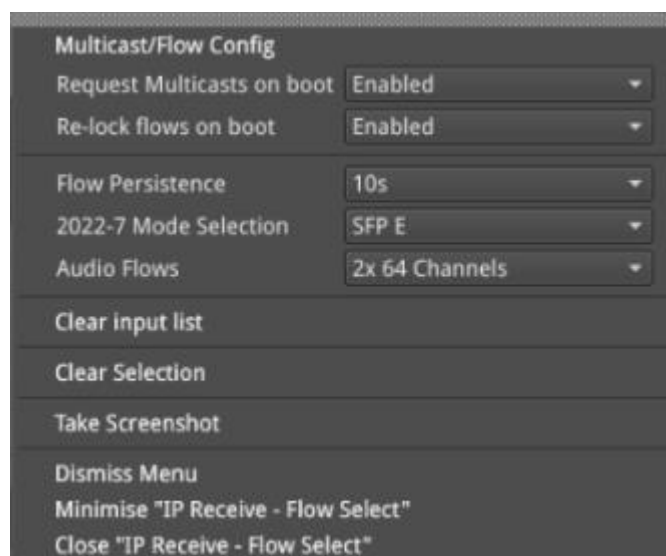 Multicast/Flow Config
Request Multicasts on boot Enabled
Re-lock flows on boot Enabled
Flow Persistence 10s
2022-7 Mode Selection SFP E
Audio Flows 2x 64 Channels
Clear input list
Clear Selection
Take Screenshot
Dismiss Menu
Minimise "IP Receive - Flow Select"
Close "IP Receive - Flow Select"